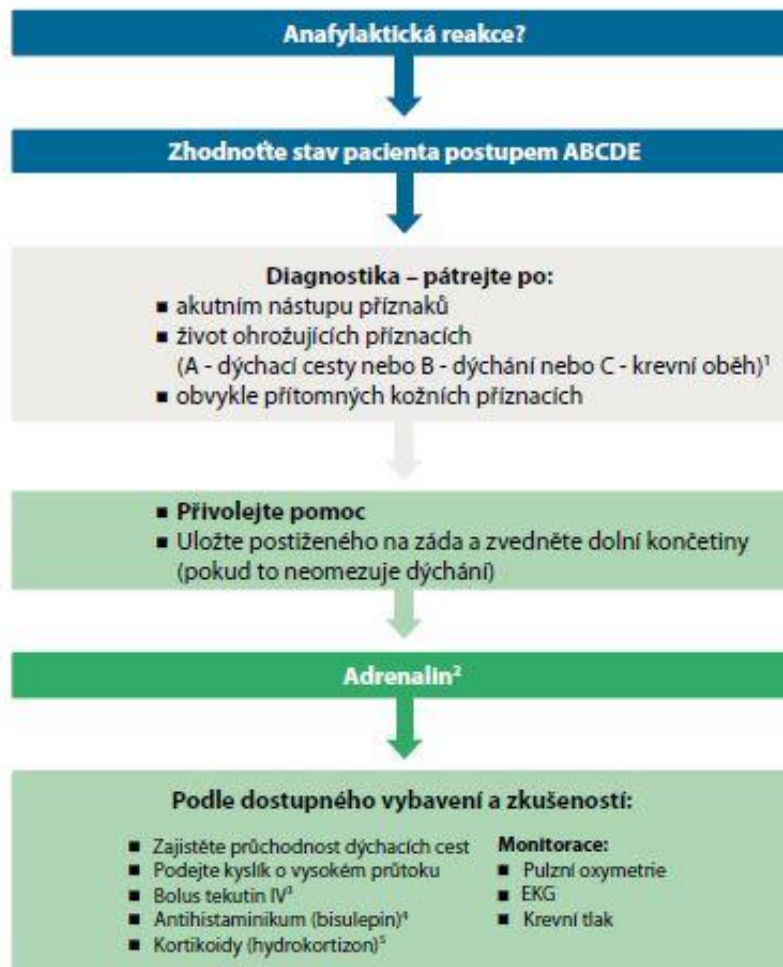 Anafylaktická reakce?
Zhodnoťte stav pacienta postupem ABCDE
Diagnostika – pátrejte po:
■ akutním nástupu příznaků
■ život ohrožujících příznacích
(A - dýchací cesty nebo B - dýchání nebo C - krevní oběh)¹
■ obvykle přítomných kožních příznacích
■ Přivolejte pomoc
■ Uložte postiženého na záda a zvedněte dolní končetiny
(pokud to neomezuje dýchání)
Adrenalin²
Podle dostupného vybavení a zkušeností:
■ Zajistěte průchodnost dýchacích cest
■ Podejte kyslík o vysokém průtoku
■ Bolus tekutin IV³
■ Antihistaminikum (bisulepin)⁴
■ Kortikoidy (hydrokortizon)⁵
Monitorace:
■ Pulzní oxymetrie
■ EKG
■ Krevní tlak